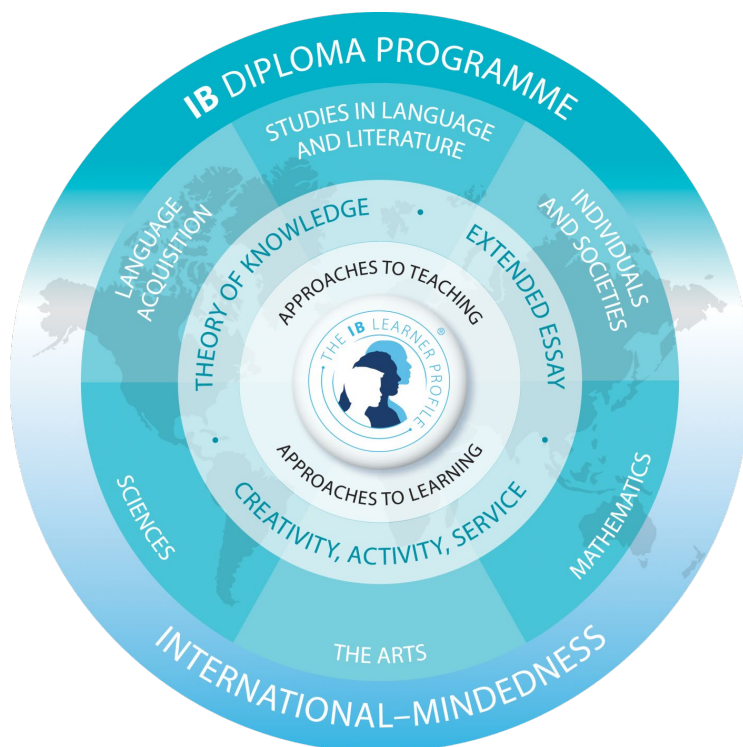 IB DIPLOMA PROGRAMME
STUDIES IN LANGUAGE
AND LITERATURE
LANGUAGE
ACQUISITION
INDIVIDUALS
AND SOCIETIES
THEORY OF KNOWLEDGE
EXTENDED ESSAY
APPROACHES TO TEACHING
THE IB LEARNER PROFILE®
APPROACHES TO LEARNING
CREATIVITY, ACTIVITY, SERVICE
SCIENCES
MATHEMATICS
THE ARTS
INTERNATIONAL–MINDEDNESS